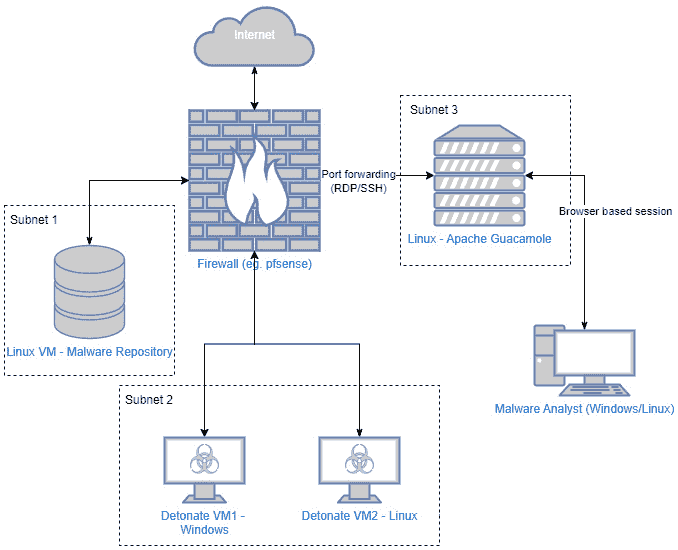 Internet
Subnet 3
Port forwarding
(RDP/SSH)
Browser based session
Linux - Apache Guacamole
Subnet 1
Firewall (eg. pfsense)
Linux VM - Malware Repository
Subnet 2
Malware Analyst (Windows/Linux)
Detonate VM1 -
Windows
Detonate VM2 - Linux